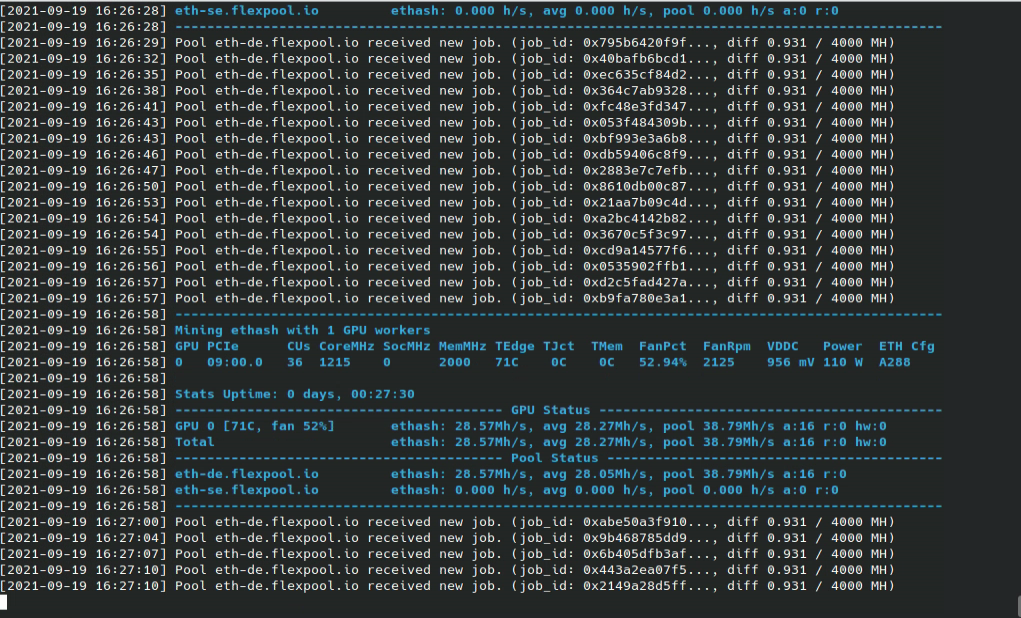 [2021-09-19 16:26:28] eth-se.flexpool.io         ethash: 0.000 h/s, avg 0.000 h/s, pool 0.000 h/s a:0 r:0
[2021-09-19 16:26:28] ------------------------------------------------------------------------------------------------
[2021-09-19 16:26:29] Pool eth-de.flexpool.io received new job. (job_id: 0x795b6420f9f..., diff 0.931 / 4000 MH)
[2021-09-19 16:26:32] Pool eth-de.flexpool.io received new job. (job_id: 0x40bafb6bcd1..., diff 0.931 / 4000 MH)
[2021-09-19 16:26:35] Pool eth-de.flexpool.io received new job. (job_id: 0xec635cf84d2..., diff 0.931 / 4000 MH)
[2021-09-19 16:26:38] Pool eth-de.flexpool.io received new job. (job_id: 0x364c7ab9328..., diff 0.931 / 4000 MH)
[2021-09-19 16:26:41] Pool eth-de.flexpool.io received new job. (job_id: 0xfc48e3fd347..., diff 0.931 / 4000 MH)
[2021-09-19 16:26:43] Pool eth-de.flexpool.io received new job. (job_id: 0x053f484309b..., diff 0.931 / 4000 MH)
[2021-09-19 16:26:43] Pool eth-de.flexpool.io received new job. (job_id: 0xbf993e3a6b8..., diff 0.931 / 4000 MH)
[2021-09-19 16:26:46] Pool eth-de.flexpool.io received new job. (job_id: 0xdb59406c8f9..., diff 0.931 / 4000 MH)
[2021-09-19 16:26:47] Pool eth-de.flexpool.io received new job. (job_id: 0x2883e7c7efb..., diff 0.931 / 4000 MH)
[2021-09-19 16:26:50] Pool eth-de.flexpool.io received new job. (job_id: 0x8610db00c87..., diff 0.931 / 4000 MH)
[2021-09-19 16:26:53] Pool eth-de.flexpool.io received new job. (job_id: 0x21aa7b09c4d..., diff 0.931 / 4000 MH)
[2021-09-19 16:26:54] Pool eth-de.flexpool.io received new job. (job_id: 0xa2bc4142b82..., diff 0.931 / 4000 MH)
[2021-09-19 16:26:54] Pool eth-de.flexpool.io received new job. (job_id: 0x3670c5f3c97..., diff 0.931 / 4000 MH)
[2021-09-19 16:26:55] Pool eth-de.flexpool.io received new job. (job_id: 0xcd9a14577f6..., diff 0.931 / 4000 MH)
[2021-09-19 16:26:56] Pool eth-de.flexpool.io received new job. (job_id: 0x0535902ffb1..., diff 0.931 / 4000 MH)
[2021-09-19 16:26:57] Pool eth-de.flexpool.io received new job. (job_id: 0xd2c5fad427a..., diff 0.931 / 4000 MH)
[2021-09-19 16:26:57] Pool eth-de.flexpool.io received new job. (job_id: 0xb9fa780e3a1..., diff 0.931 / 4000 MH)
[2021-09-19 16:26:58] ------------------------------------------------------------------------------------------------
[2021-09-19 16:26:58] Mining ethash with 1 GPU workers
[2021-09-19 16:26:58] GPU PCIe      CUs CoreMHz SocMHz MemMHz TEdge TJct  TMem  FanPct  FanRpm  VDDC   Power  ETH Cfg
[2021-09-19 16:26:58] 0   09:00.0   36  1215    0      2000   71C    0C    0C   52.94%  2125    956 mV 110 W  A288
[2021-09-19 16:26:58]
[2021-09-19 16:26:58] Stats Uptime: 0 days, 00:27:30
[2021-09-19 16:26:58] ----------------------------------------- GPU Status -------------------------------------------
[2021-09-19 16:26:58] GPU 0 [71C, fan 52%]       ethash: 28.57Mh/s, avg 28.27Mh/s, pool 38.79Mh/s a:16 r:0 hw:0
[2021-09-19 16:26:58] Total                      ethash: 28.57Mh/s, avg 28.27Mh/s, pool 38.79Mh/s a:16 r:0 hw:0
[2021-09-19 16:26:58] ----------------------------------------- Pool Status ------------------------------------------
[2021-09-19 16:26:58] eth-de.flexpool.io         ethash: 28.57Mh/s, avg 28.05Mh/s, pool 38.79Mh/s a:16 r:0
[2021-09-19 16:26:58] eth-se.flexpool.io         ethash: 0.000 h/s, avg 0.000 h/s, pool 0.000 h/s a:0 r:0
[2021-09-19 16:26:58] ------------------------------------------------------------------------------------------------
[2021-09-19 16:27:00] Pool eth-de.flexpool.io received new job. (job_id: 0xabe50a3f910..., diff 0.931 / 4000 MH)
[2021-09-19 16:27:04] Pool eth-de.flexpool.io received new job. (job_id: 0x9b468785dd9..., diff 0.931 / 4000 MH)
[2021-09-19 16:27:07] Pool eth-de.flexpool.io received new job. (job_id: 0x6b405dfb3af..., diff 0.931 / 4000 MH)
[2021-09-19 16:27:10] Pool eth-de.flexpool.io received new job. (job_id: 0x443a2ea07f5..., diff 0.931 / 4000 MH)
[2021-09-19 16:27:10] Pool eth-de.flexpool.io received new job. (job_id: 0x2149a28d5ff..., diff 0.931 / 4000 MH)